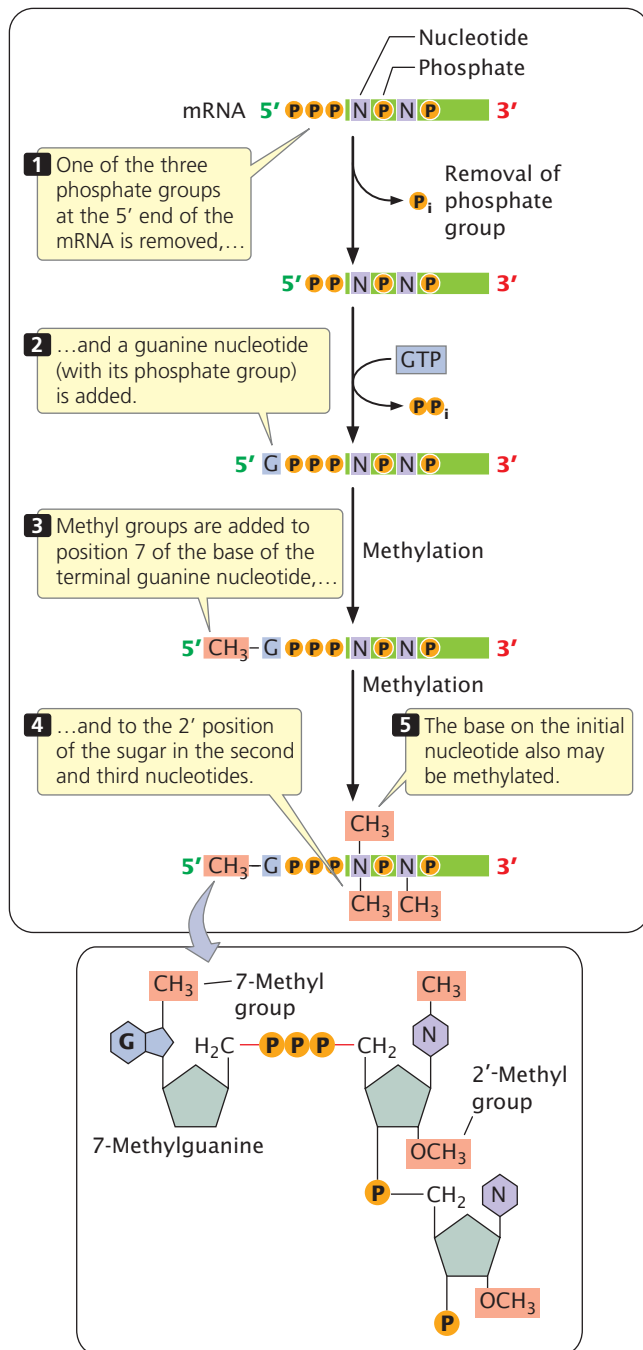 Nucleotide
Phosphate
mRNA 5′ P P P N P N P 3′
1 One of the three
phosphate groups
at the 5′ end of the
mRNA is removed,…
Pi
Removal of
phosphate
group
5′ P P N P N P 3′
2 …and a guanine nucleotide
(with its phosphate group)
is added.
GTP
P Pi
5′ G P P P N P N P 3′
3 Methyl groups are added to
position 7 of the base of the
terminal guanine nucleotide,…
Methylation
5′ CH3 G P P P N P N P 3′
Methylation
4 …and to the 2′ position
of the sugar in the second
and third nucleotides.
5 The base on the initial
nucleotide also may
be methylated.
CH3
5′ CH3 G P P P N P N P 3′
CH3 CH3
CH3
7-Methyl
group
CH3
G
H2C P P P CH2
N
2′-Methyl
group
7-Methylguanine
OCH3
P CH2 N
OCH3
P